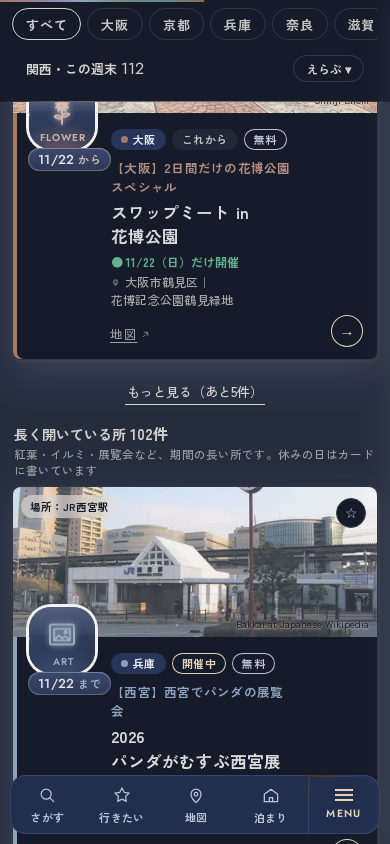 すべて
大阪
京都
兵庫
奈良
滋賀
関西・この週末 112
えらぶ ▾
FLOWER
11/22 から
大阪
これから
無料
【大阪】2日間だけの花博公園
スペシャル
スワップミート in
花博公園
11/22（日）だけ開催
大阪市鶴見区｜
花博記念公園鶴見緑地
地図 ↗
→
もっと見る（あと5件）
長く開いている所 102件
紅葉・イルミ・展覧会など、期間の長い所です。休みの日はカード
に書いています
場所：JR西宮駅
☆
JR 西宮駅
Bakkai at Japanese Wikipedia
ART
11/22 まで
兵庫
開催中
無料
【西宮】西宮でパンダの展覧
会
2026
パンダがむすぶ西宮展
さがす
行きたい
地図
泊まり
MENU